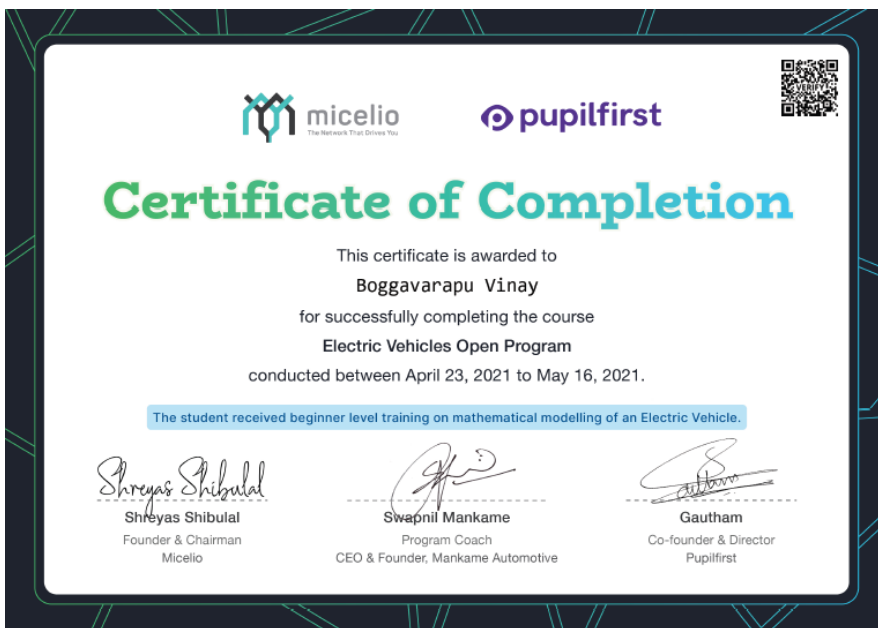 micelio
The Network That Drives You
pupilfirst
VERIFY
Certificate of Completion
This certificate is awarded to
Boggavarapu Vinay
for successfully completing the course
Electric Vehicles Open Program
conducted between April 23, 2021 to May 16, 2021.
The student received beginner level training on mathematical modelling of an Electric Vehicle.
Shreyas Shibulal
Shreyas Shibulal
Founder & Chairman
Micelio
Swapnil Mankame
Program Coach
CEO & Founder, Mankame Automotive
Gautham
Gautham
Co-founder & Director
Pupilfirst